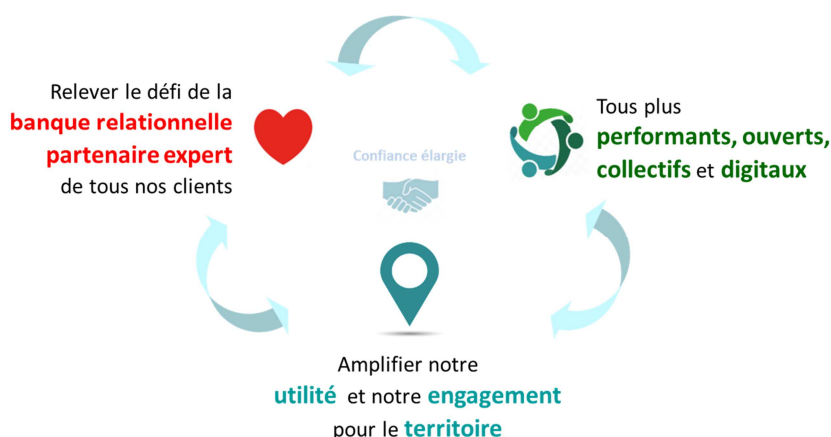 Relever le défi de la
banque relationnelle
partenaire expert
de tous nos clients
Confiance élargie
Tous plus
performants, ouverts,
collectifs et digitaux
Amplifier notre
utilité et notre engagement
pour le territoire